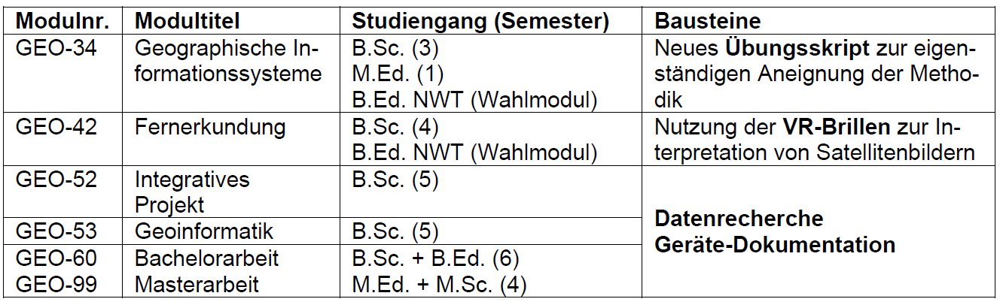 Modulnr. Modultitel Studiengang (Semester) Bausteine
GEO-34 Geographische In- B.Sc. (3) Neues Übungsskript zur eigen-
formationssysteme M.Ed. (1) ständigen Aneignung der Metho-
B.Ed. NWT (Wahlmodul) dik
GEO-42 Fernerkundung B.Sc. (4) Nutzung der VR-Brillen zur In-
B.Ed. NWT (Wahlmodul) terpretation von Satellitenbildern
GEO-52 Integratives B.Sc. (5)
Projekt
Datenrecherche
GEO-53 Geoinformatik B.Sc. (5)
Geräte-Dokumentation
GEO-60 Bachelorarbeit B.Sc. + B.Ed. (6)
GEO-99 Masterarbeit M.Ed. + M.Sc. (4)